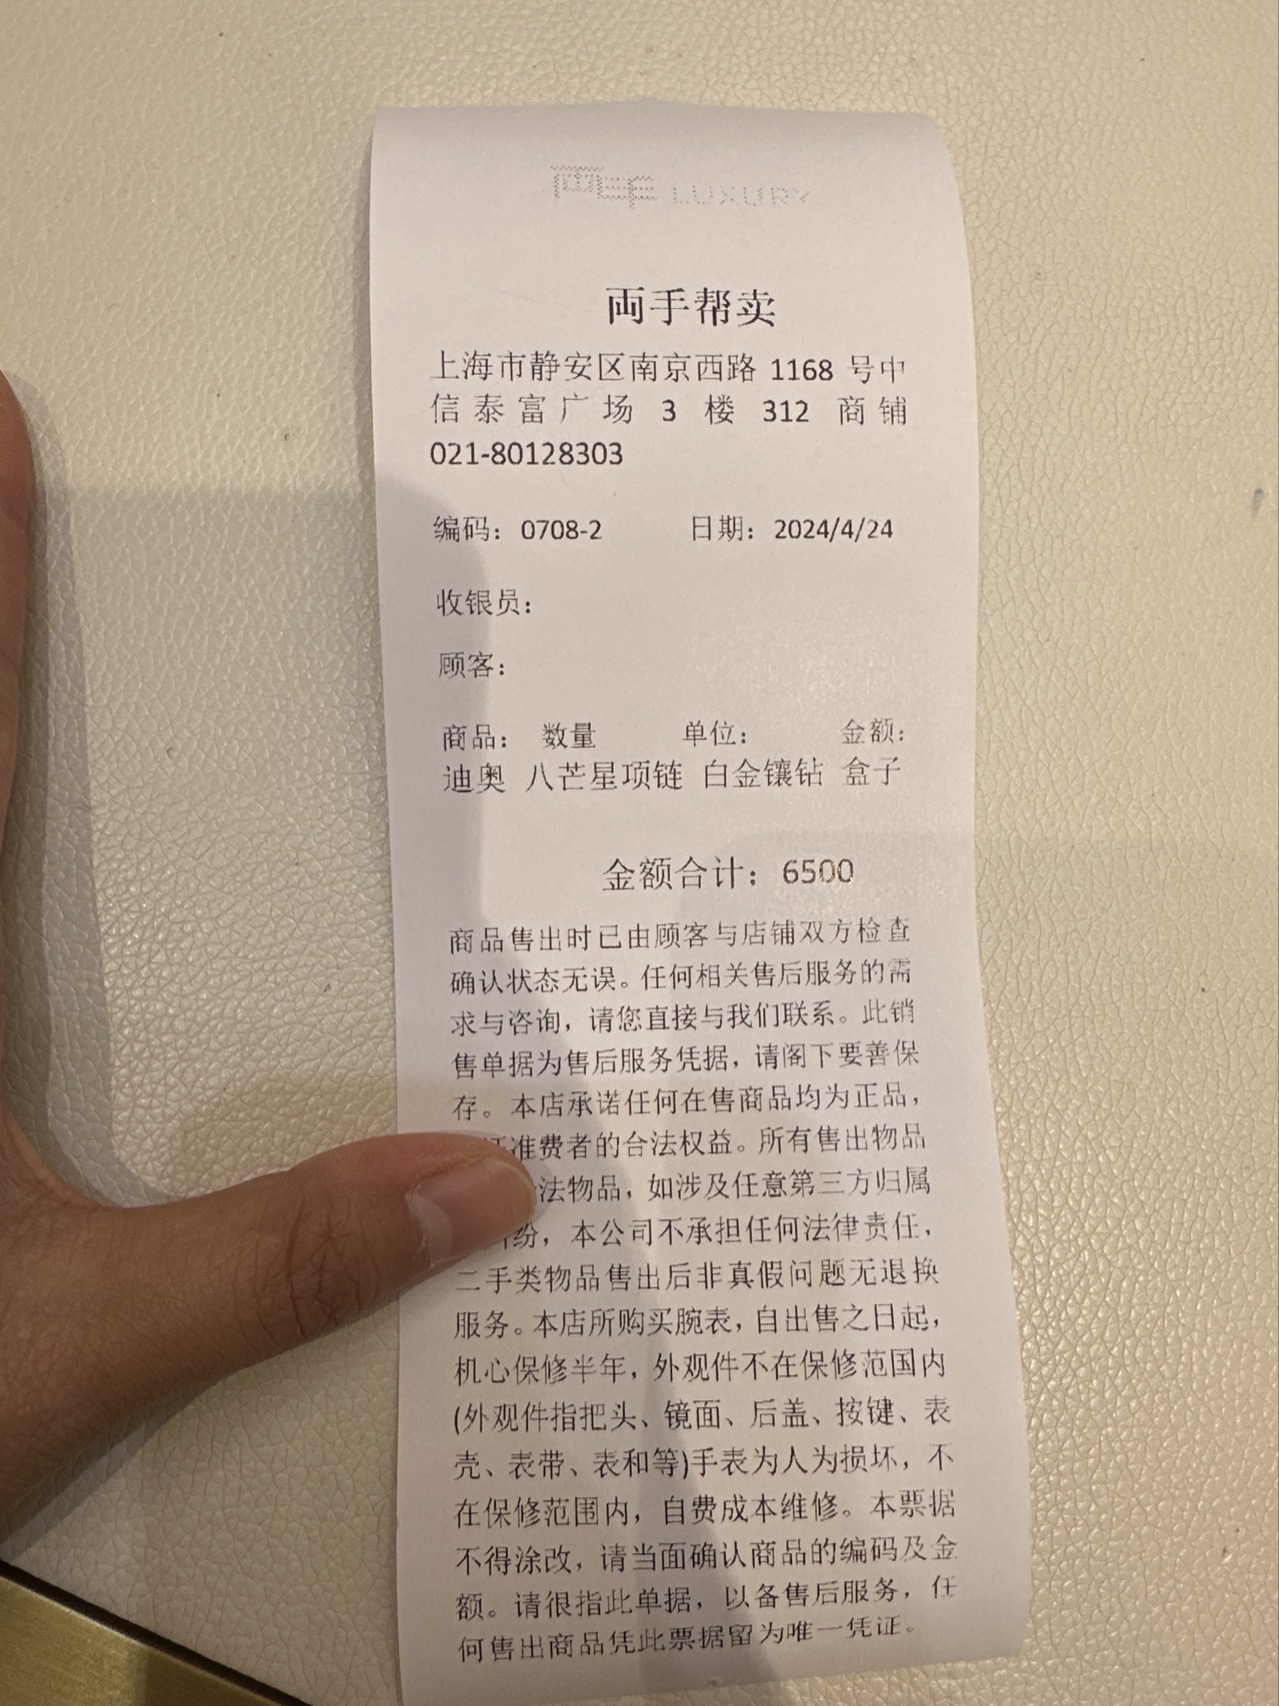 両手 LUXURY
両手帮卖
上海市静安区南京西路 1168 号中
信泰富广场 3 楼 312 商铺
021-80128303
编码：0708-2 日期：2024/4/24
收银员：
顾客：
商品： 数量 单位： 金额：
迪奥 八芒星项链 白金镶钻 盒子
金额合计：6500
商品售出时已由顾客与店铺双方检查
确认状态无误。任何相关售后服务的需
求与咨询，请您直接与我们联系。此销
售单据为售后服务凭据，请阁下要善保
存。本店承诺任何在售商品均为正品，
准费者的合法权益。所有售出物品
法物品，如涉及任意第三方归属
纷，本公司不承担任何法律责任，
二手类物品售出后非真假问题无退换
服务。本店所购买腕表，自出售之日起，
机心保修半年，外观件不在保修范围内
(外观件指把头、镜面、后盖、按键、表
壳、表带、表和等)手表为人为损坏，不
在保修范围内，自费成本维修。本票据
不得涂改，请当面确认商品的编码及金
额。请很指此单据，以备售后服务，任
何售出商品凭此票据留为唯一凭证。